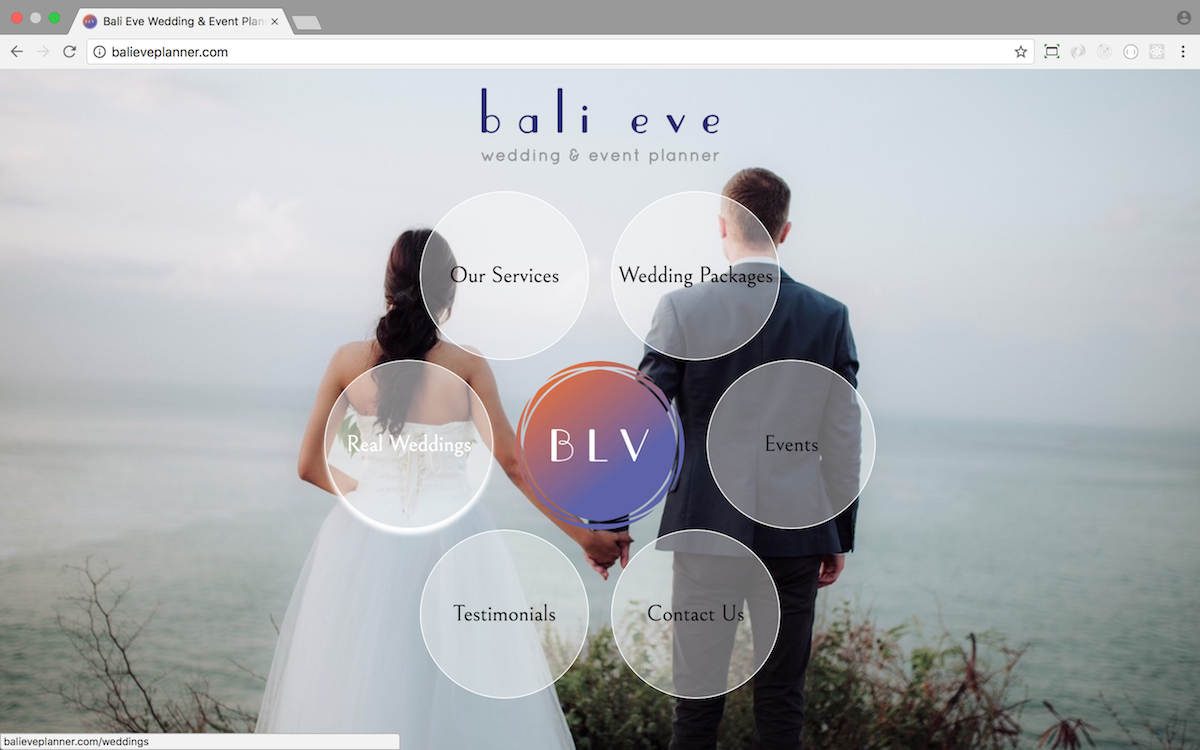 Bali Eve Wedding & Event Plan
balieveplanner.com
bali eve
wedding & event planner
Our Services
Wedding Packages
Real Weddings
BLV
Events
Testimonials
Contact Us
balieveplanner.com/weddings